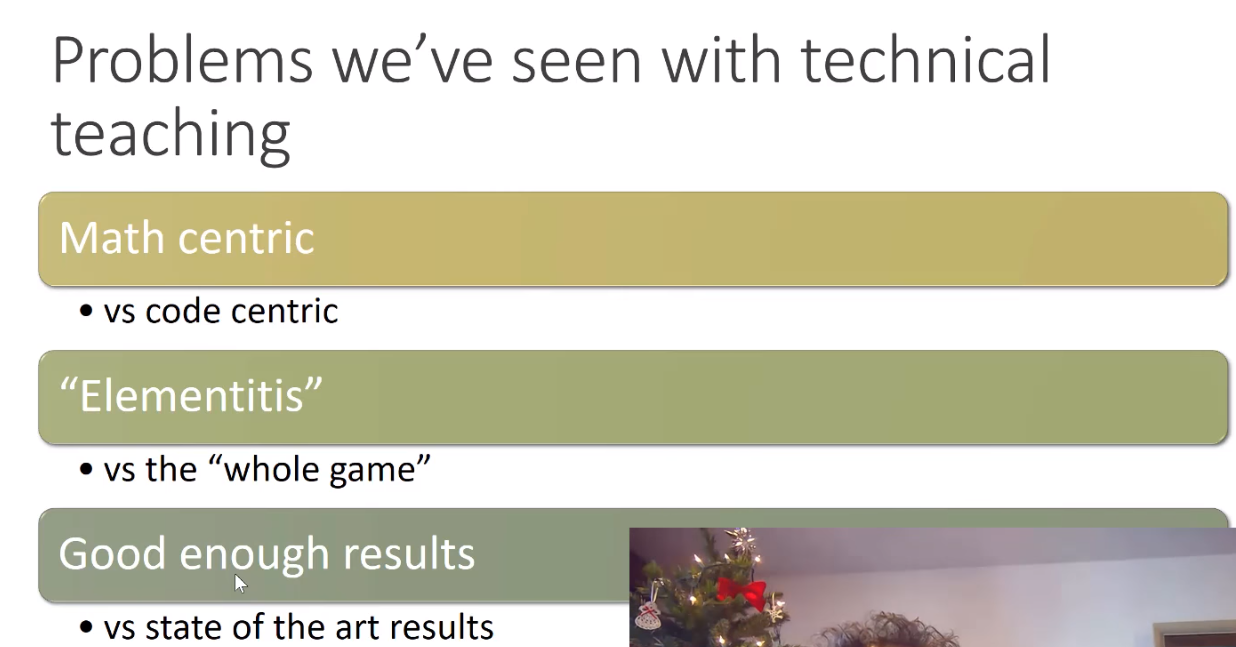 Problems we’ve seen with technical
teaching
Math centric
• vs code centric
“Elementitis”
• vs the “whole game”
Good enough results
• vs state of the art results